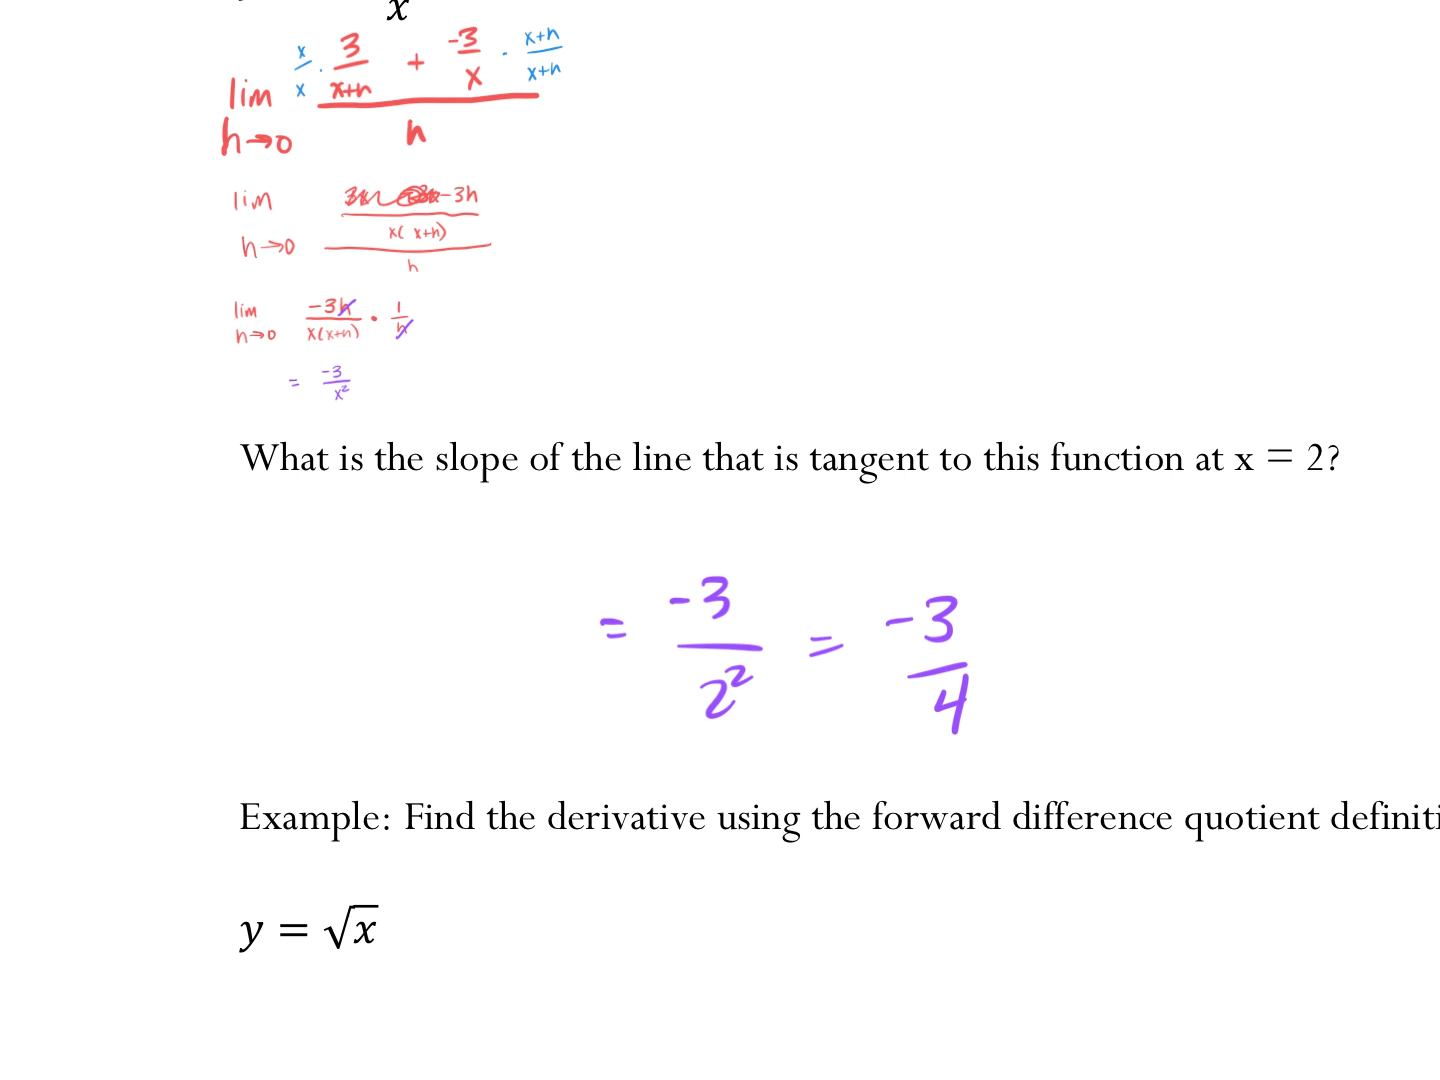 x
x/x · 3/(x+h) + -3/x · (x+h)/(x+h)
lim
h→0
h
lim -3h
x( x+h)
h→0
h
lim -3h/x(x+h) • 1/h
h→0
= -3/x²
What is the slope of the line that is tangent to this function at x = 2?
= -3/2² = -3/4
Example: Find the derivative using the forward difference quotient definiti
y = √x